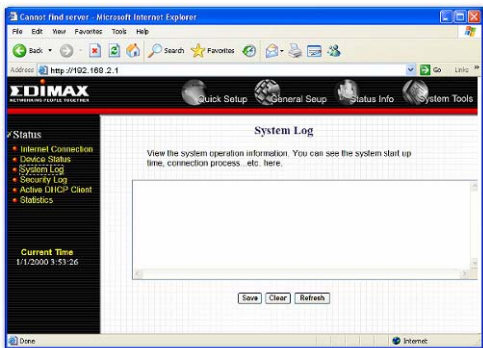 Cannot find server - Microsoft Internet Explorer
File Edit View Favorites Tools Help
Back Search Favorites
Address http://192.168.2.1 Go Links
EDIMAX
NETWORKING PEOPLE TOGETHER
Quick Setup General Seup Status Info System Tools
Status
Internet Connection
Device Status
System Log
Security Log
Active DHCP Client
Statistics
Current Time
1/1/2000 3:53:26
System Log
View the system operation information. You can see the system start up
time, connection process...etc. here.
Save Clear Refresh
Done Internet